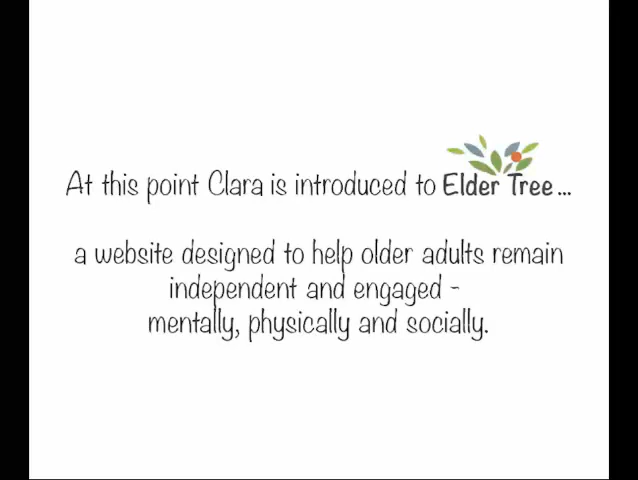 At this point Clara is introduced to Elder Tree...
a website designed to help older adults remain
independent and engaged -
mentally, physically and socially.